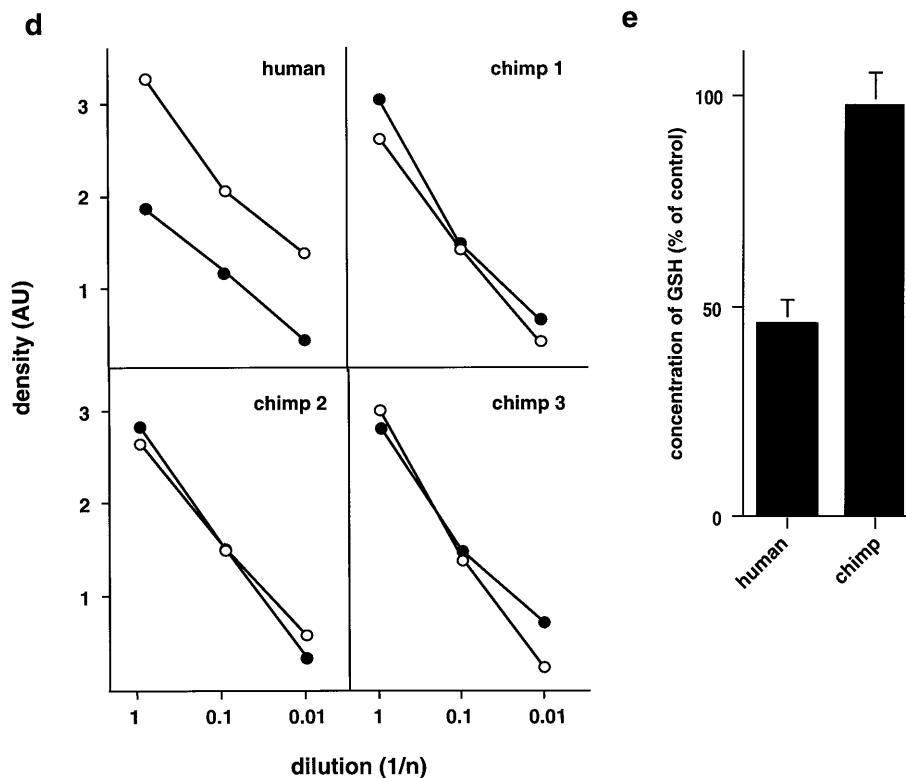 d
human
chimp 1
3
2
1
chimp 2
chimp 3
3
2
1
1
0.1
0.01
1
0.1
0.01
density (AU)
dilution (1/n)
e
concentration of GSH (% of control)
100
50
0
human
chimp